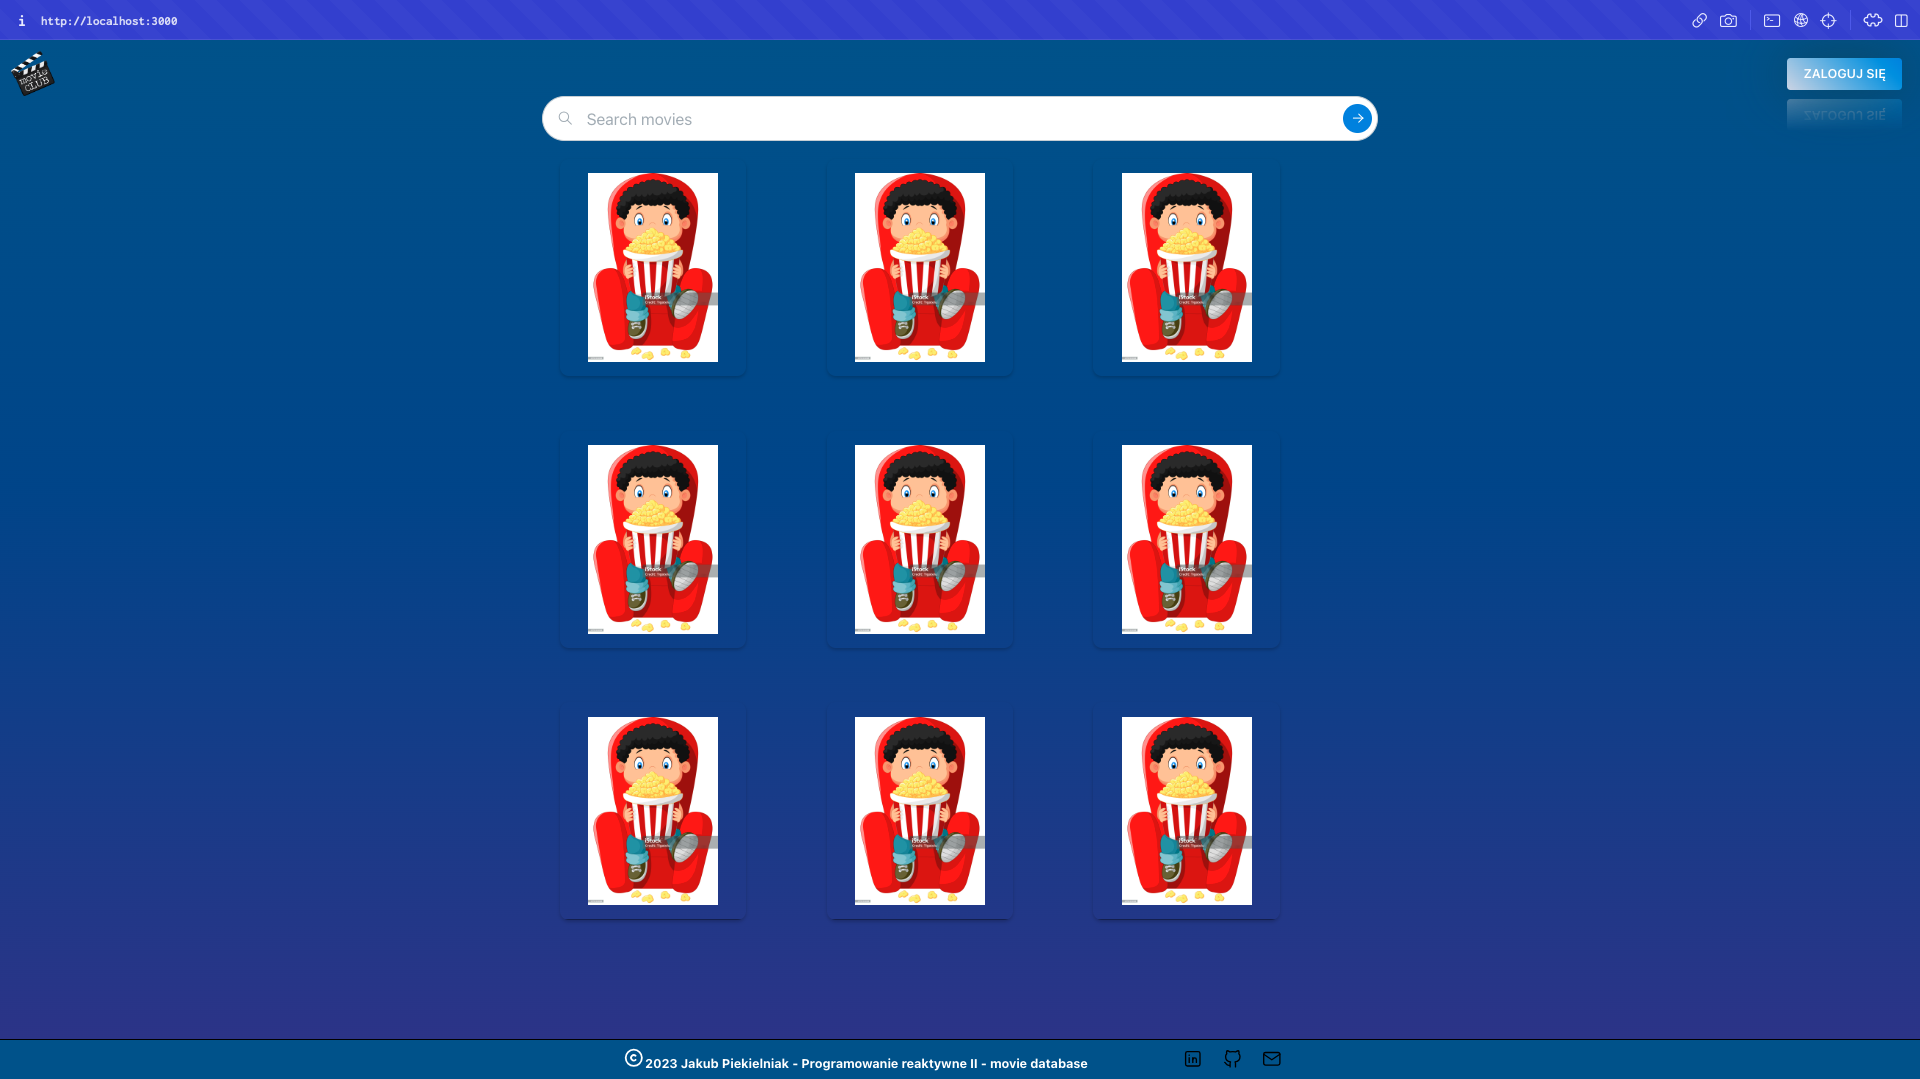 i http://localhost:3000
movie
CLUB
ZALOGUJ SIĘ
Search movies
iStock
iStock
iStock
iStock
iStock
iStock
iStock
iStock
iStock
© 2023 Jakub Piekielniak - Programowanie reaktywne II - movie database
in